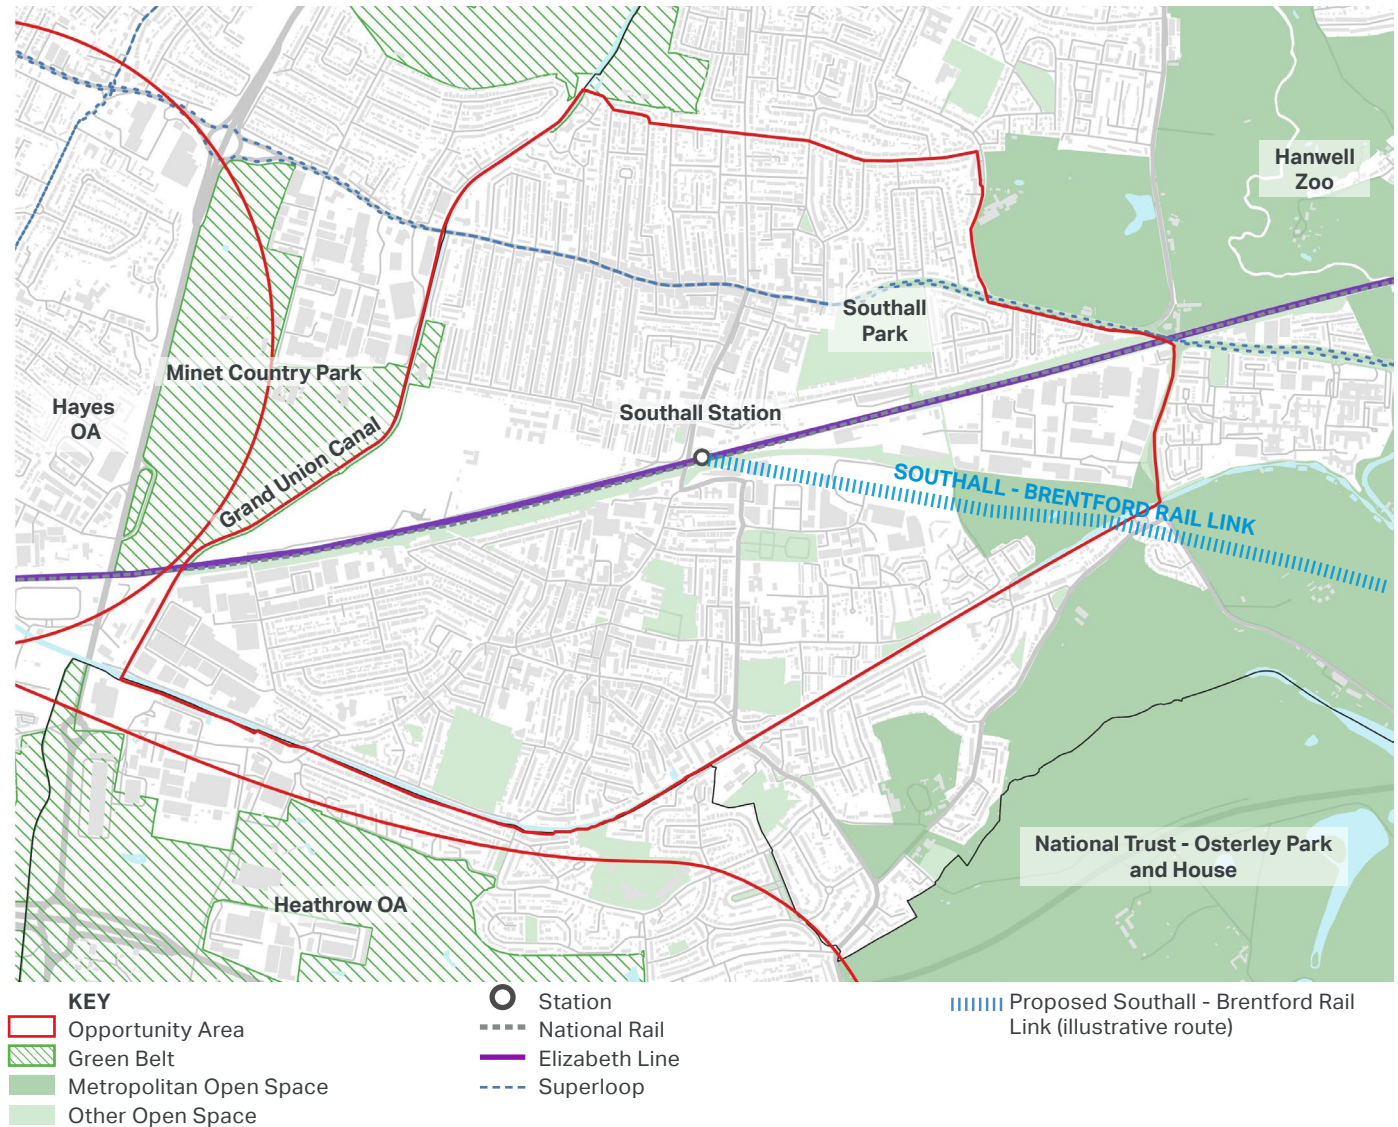 Hanwell
Zoo
Southall
Park
Minet Country Park
Hayes
OA
Southall Station
Grand Union Canal
SOUTHALL - BRENTFORD RAIL LINK
National Trust - Osterley Park
and House
Heathrow OA
KEY
Opportunity Area
Green Belt
Metropolitan Open Space
Other Open Space
Station
National Rail
Elizabeth Line
Superloop
Proposed Southall - Brentford Rail
Link (illustrative route)